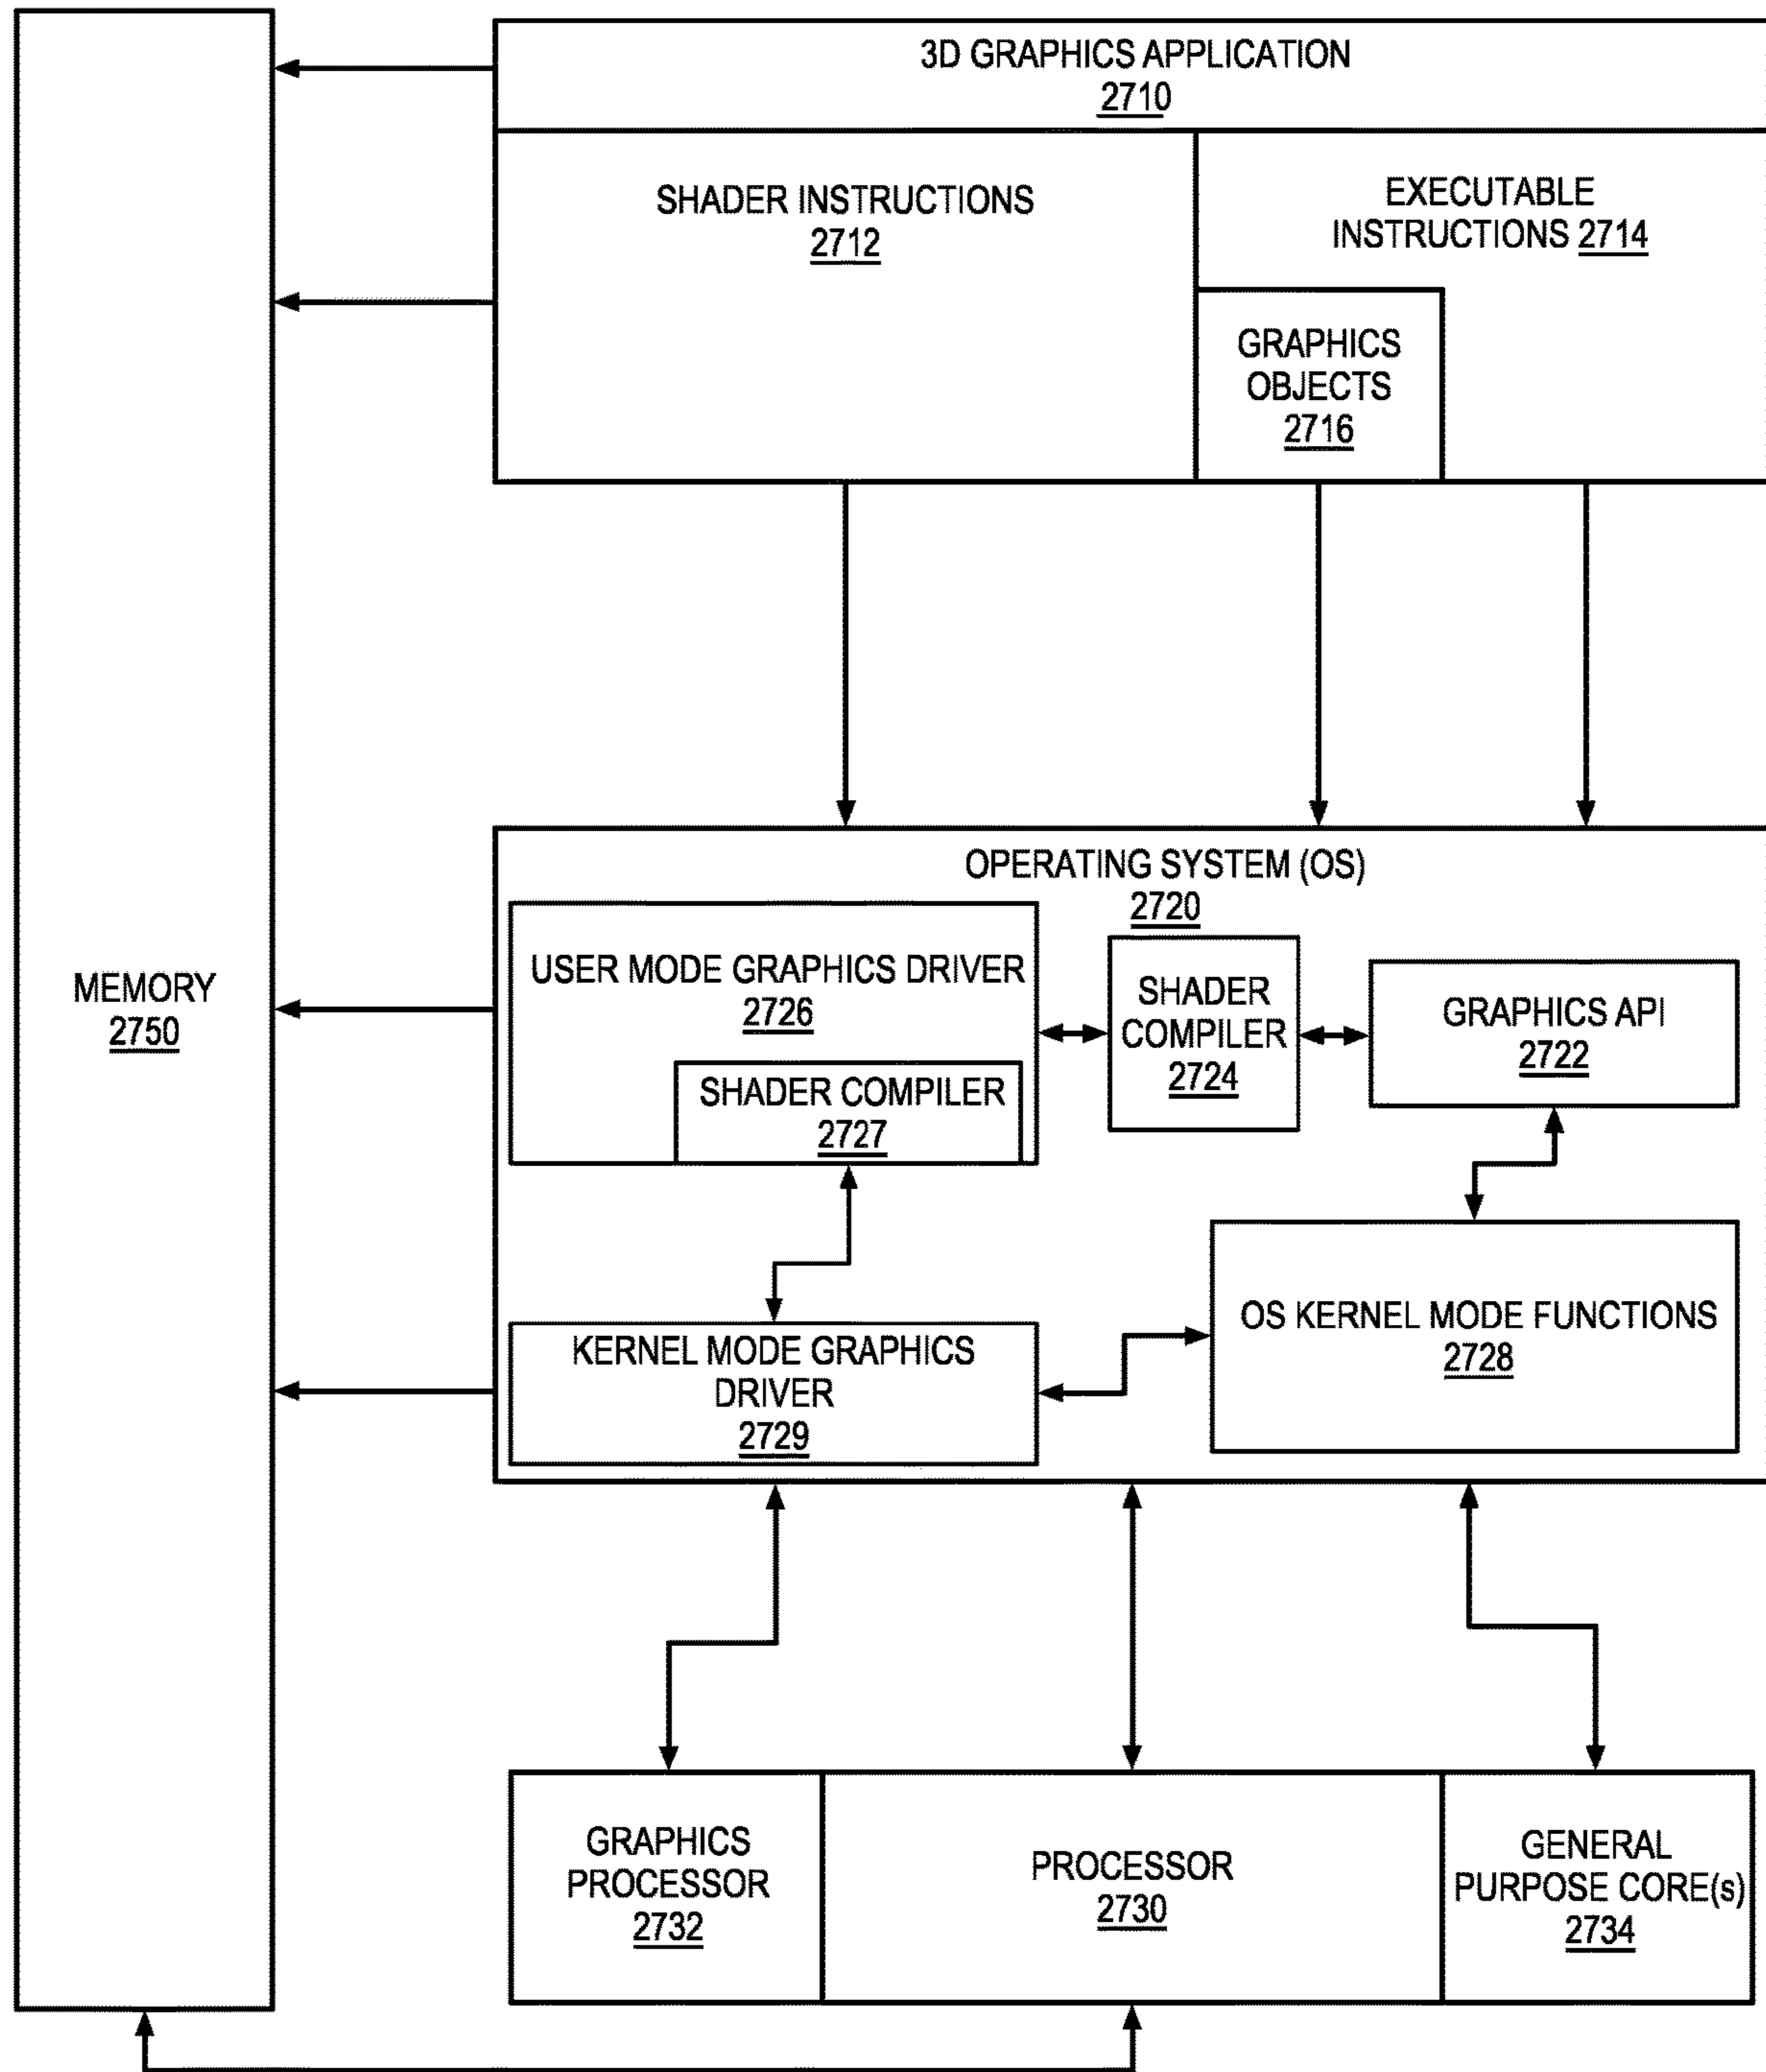 3D GRAPHICS APPLICATION
2710
SHADER INSTRUCTIONS
2712
EXECUTABLE
INSTRUCTIONS 2714
GRAPHICS
OBJECTS
2716
MEMORY
2750
OPERATING SYSTEM (OS)
2720
USER MODE GRAPHICS DRIVER
2726
SHADER COMPILER
2727
SHADER
COMPILER
2724
GRAPHICS API
2722
KERNEL MODE GRAPHICS
DRIVER
2729
OS KERNEL MODE FUNCTIONS
2728
GRAPHICS
PROCESSOR
2732
PROCESSOR
2730
GENERAL
PURPOSE CORE(s)
2734